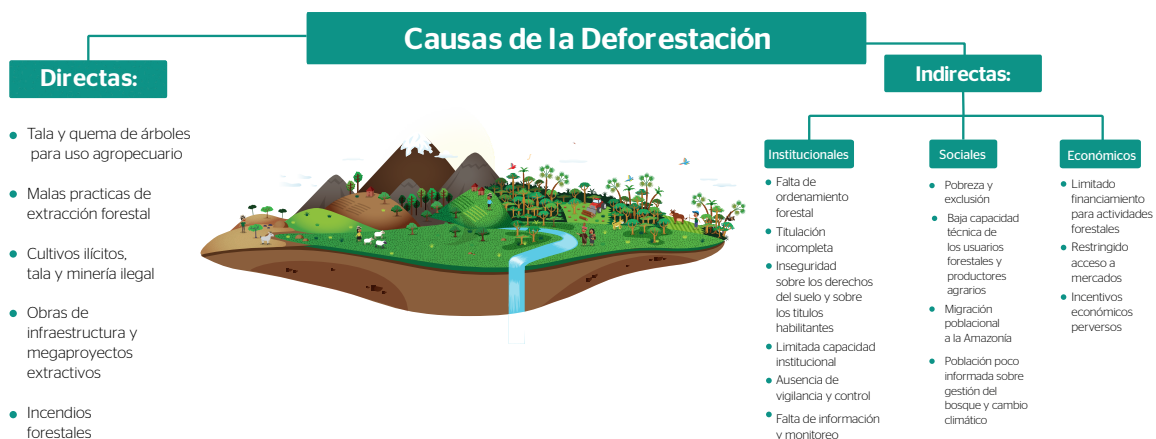 Causas de la Deforestación
Directas:
Tala y quema de árboles
para uso agropecuario
Malas practicas de
extracción forestal
Cultivos ilícitos,
tala y minería ilegal
Obras de
infraestructura y
megaproyectos
extractivos
Incendios
forestales
Indirectas:
Institucionales
Falta de
ordenamiento
forestal
Titulación
incompleta
Inseguridad
sobre los derechos
del suelo y sobre
los titulos
habilitantes
Limitada capacidad
institucional
Ausencia de
vigilancia y control
Falta de información
y monitoreo
Sociales
Pobreza y
exclusión
Baja capacidad
técnica de
los usuarios
forestales y
productores
agrarios
Migración
poblacional
a la Amazonía
Población poco
informada sobre
gestión del
bosque y cambio
climático
Económicos
Limitado
financiamiento
para actividades
forestales
Restringido
acceso a
mercados
Incentivos
económicos
perversos